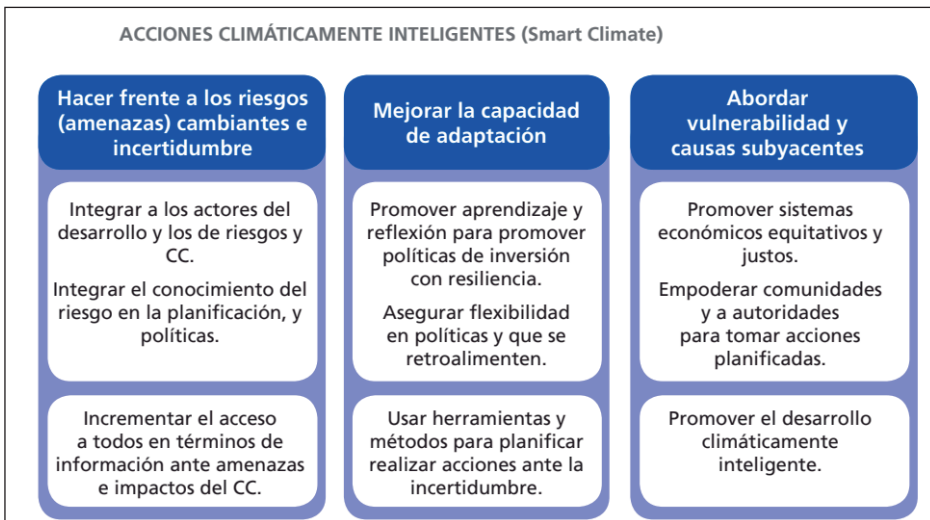 ACCIONES CLIMÁTICAMENTE INTELIGENTES (Smart Climate)
Hacer frente a los riesgos
(amenazas) cambiantes e
incertidumbre
Integrar a los actores del
desarrollo y los de riesgos y
CC.
Integrar el conocimiento del
riesgo en la planificación, y
políticas.
Incrementar el acceso
a todos en términos de
información ante amenazas
e impactos del CC.
Mejorar la capacidad
de adaptación
Promover aprendizaje y
reflexión para promover
políticas de inversión
con resiliencia.
Asegurar flexibilidad
en políticas y que se
retroalimenten.
Usar herramientas y
métodos para planificar
realizar acciones ante la
incertidumbre.
Abordar
vulnerabilidad y
causas subyacentes
Promover sistemas
económicos equitativos y
justos.
Empoderar comunidades
y a autoridades
para tomar acciones
planificadas.
Promover el desarrollo
climáticamente
inteligente.